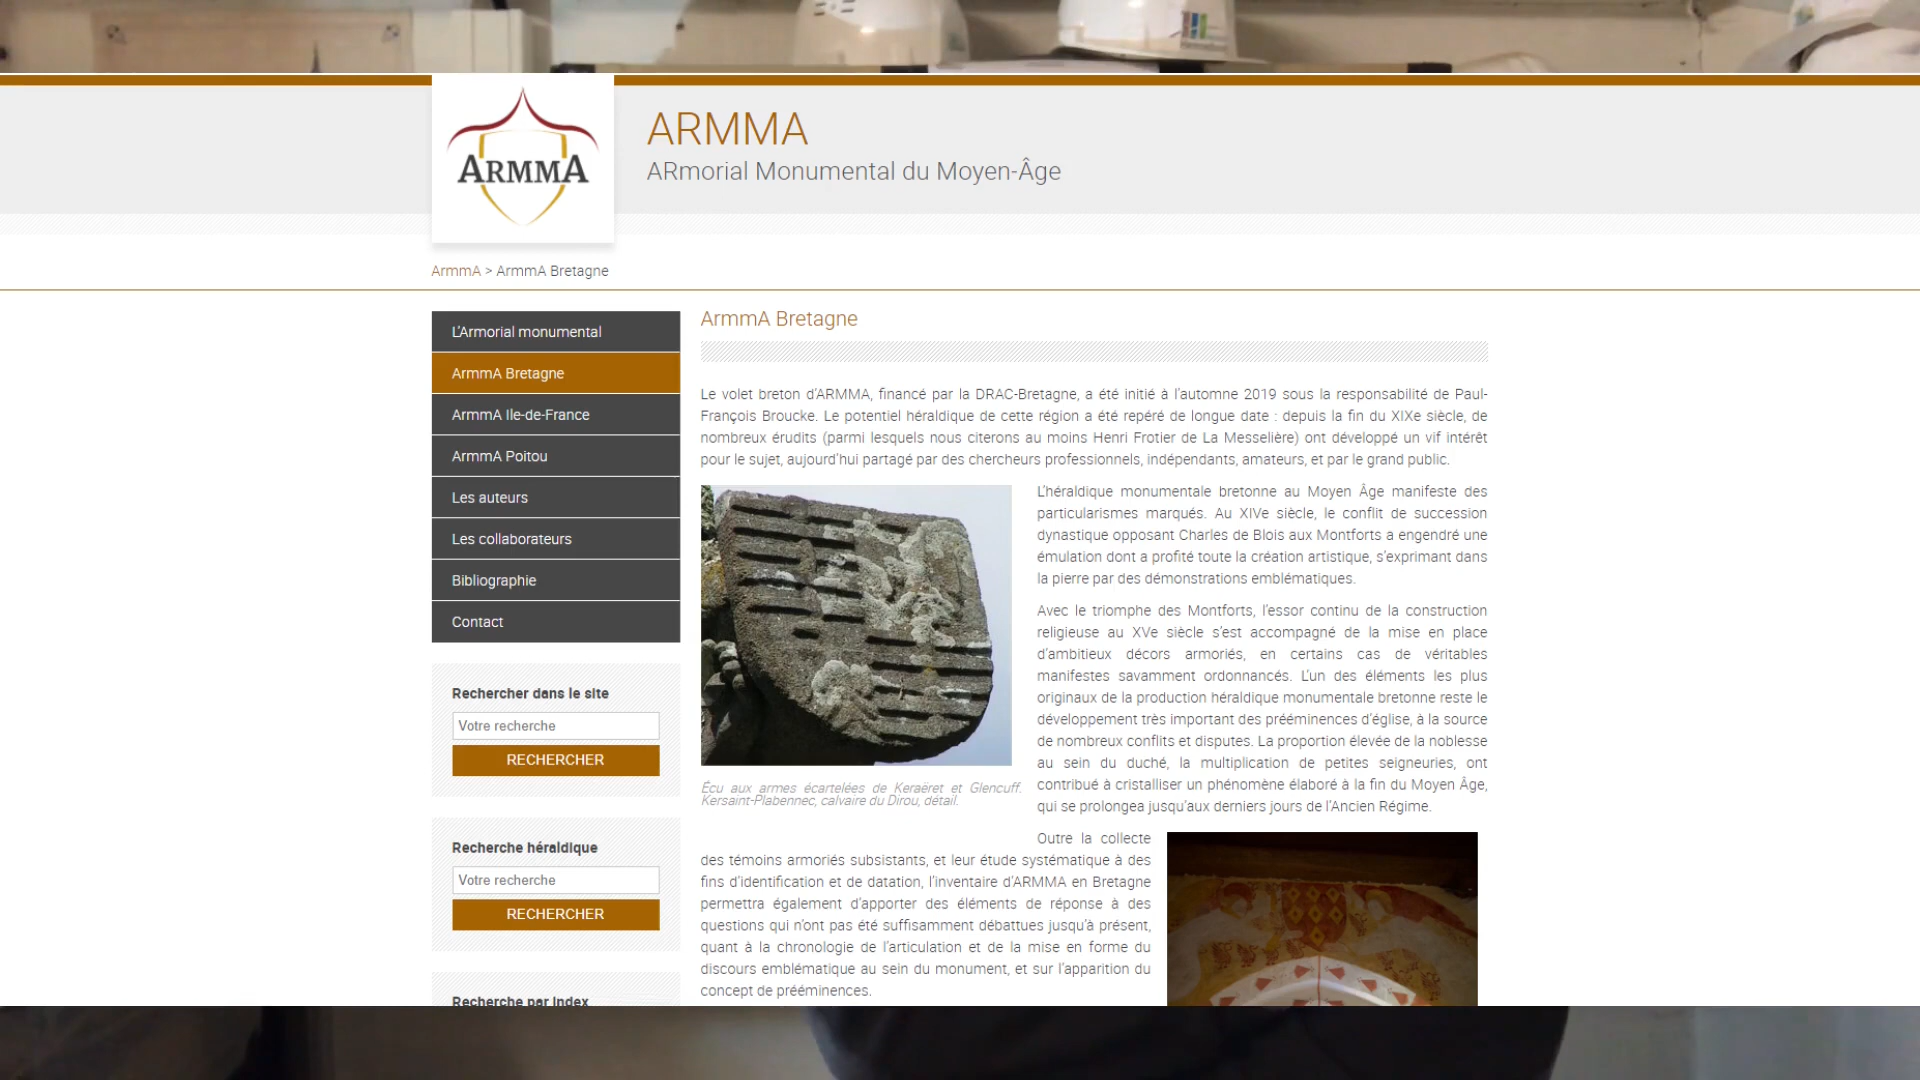 ARMMA
ARMMA
ARmorial Monumental du Moyen-Âge
ArmmA > ArmmA Bretagne
L'Armorial monumental
ArmmA Bretagne
ArmmA Ile-de-France
ArmmA Poitou
Les auteurs
Les collaborateurs
Bibliographie
Contact
Rechercher dans le site
Votre recherche
RECHERCHER
Recherche héraldique
Votre recherche
RECHERCHER
Recherche par index
ArmmA Bretagne
Le volet breton d'ARMMA, financé par la DRAC-Bretagne, a été initié à l'automne 2019 sous la responsabilité de Paul-
François Broucke. Le potentiel héraldique de cette région a été repéré de longue date : depuis la fin du XIXe siècle, de
nombreux érudits (parmi lesquels nous citerons au moins Henri Frotier de La Messelière) ont développé un vif intérêt
pour le sujet, aujourd'hui partagé par des chercheurs professionnels, indépendants, amateurs, et par le grand public.
L'héraldique monumentale bretonne au Moyen Âge manifeste des
particularismes marqués. Au XIVe siècle, le conflit de succession
dynastique opposant Charles de Blois aux Montforts a engendré une
émulation dont a profité toute la création artistique, s'exprimant dans
la pierre par des démonstrations emblématiques.
Avec le triomphe des Montforts, l'essor continu de la construction
religieuse au XVe siècle s'est accompagné de la mise en place
d'ambitieux décors armoriés, en certains cas de véritables
manifestes savamment ordonnancés. L'un des éléments les plus
originaux de la production héraldique monumentale bretonne reste le
développement très important des prééminences d'église, à la source
de nombreux conflits et disputes. La proportion élevée de la noblesse
au sein du duché, la multiplication de petites seigneuries, ont
contribué à cristalliser un phénomène élaboré à la fin du Moyen Âge,
qui se prolongea jusqu'aux derniers jours de l'Ancien Régime.
Écu aux armes écartelées de Keraëret et Glencuff.
Kersaint-Plabennec, calvaire du Dirou, détail.
Outre la collecte
des témoins armoriés subsistants, et leur étude systématique à des
fins d'identification et de datation, l'inventaire d'ARMMA en Bretagne
permettra également d'apporter des éléments de réponse à des
questions qui n'ont pas été suffisamment débattues jusqu'à présent,
quant à la chronologie de l'articulation et de la mise en forme du
discours emblématique au sein du monument, et sur l'apparition du
concept de prééminences.